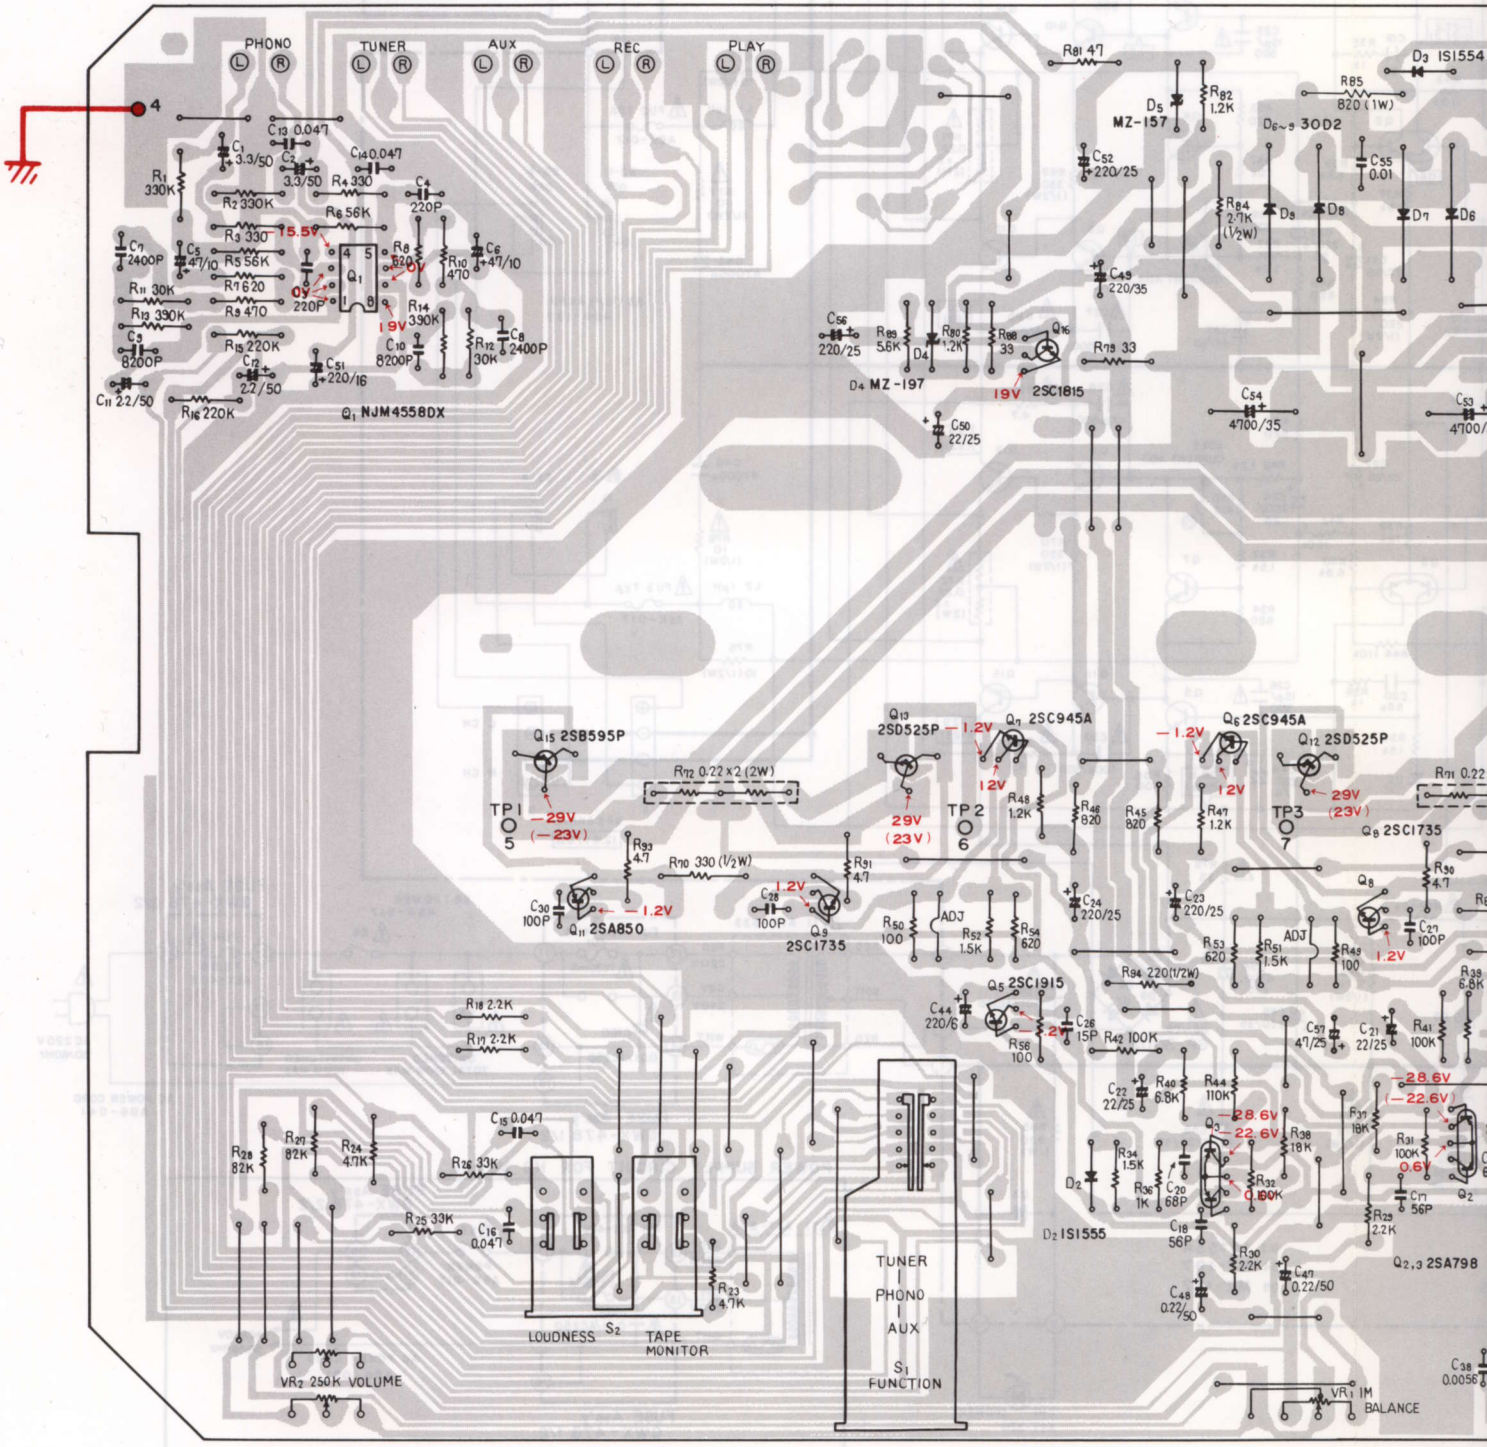 PHONO TUNER AUX REC PLAY
L R L R L R L R L R
4
R81 47
D3 1S1554
R85
820 (1W)
D5
MZ-157
R82
1.2K
D6~9 30D2
C13 0.047
C1
3.3/50
C2
3.3/50
C14 0.047
C52
220/25
C55
0.01
R1
330K
R2 330K
R4 330
C4
220P
R84
2.7K
(1/2W)
D9 D8 D7 D6
R3 330
-15.5V
R6 56K
C7
2400P
C5
47/10
R5 56K
R7 620
4 5
Q1
1 8
R8
620
0V
R10
470
C6
47/10
C49
220/35
0V
220P
R11 30K
R9 470
R13 390K
R14
390K
19V
R15 220K
C9
8200P
C10
8200P
R12
30K
C8
2400P
C56
220/25
R89
5.6K
D4
R80
1.2K
R88
33
Q16
R79 33
C51
220/16
C12
2.2/50
C11 2.2/50
R16 220K
D4 MZ-197
19V
2SC1815
Q1 NJM4558DX
C54
4700/35
C53
4700/
C50
22/25
Q15 2SB595P
Q13
2SD525P
-1.2V
Q7 2SC945A
-1.2V
Q6 2SC945A
Q12 2SD525P
R72 0.22 x 2 (2W)
12V
12V
R71 0.22
TP1
5
-29V
(-23V)
29V
(23V)
TP2
6
R48
1.2K
R46
820
R45
820
R47
1.2K
TP3
7
29V
(23V)
Q8 2SC1735
R93
4.7
R70 330 (1/2W)
R91
4.7
R90
4.7
C30
100P
-1.2V
Q11 2SA850
1.2V
C28
100P
Q9
2SC1735
R50
100
ADJ
R52
1.5K
R54
620
C24
220/25
C23
220/25
R53
620
R51
1.5K
ADJ
R49
100
Q8
C27
100P
1.2V
R94 220(1/2W)
R39
6.8K
R18 2.2K
R17 2.2K
Q5 2SC1915
C44
220/6
.2V
R56
100
C26
15P
R42 100K
C57
47/25
C21
22/25
R41
100K
C22
22/25
R40
6.8K
R44
110K
-28.6V
(-22.6V)
-28.6V
-22.6V
Q3
R38
18K
R37
18K
R31
100K
0.6V
Q2
C15 0.047
R28
82K
R27
82K
R24
4.7K
R26 33K
R25 33K
C16
0.047
D2
R34
1.5K
R36
1K
C20
68P
R32
100K
0.6V
C18
56P
C17
56P
R29
2.2K
D2 1S1555
R30
2.2K
Q2,3 2SA798
C47
0.22/50
C48
0.22/50
R23
4.7K
TUNER
PHONO
AUX
S1
FUNCTION
LOUDNESS S2 TAPE
MONITOR
VR2 250K VOLUME
C38
0.0056
VR1 1M
BALANCE